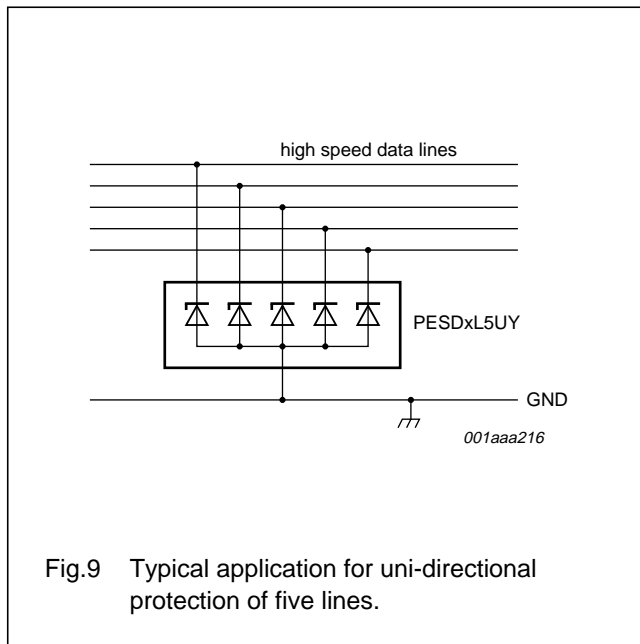 high speed data lines
PESDxL5UY
GND
001aaa216
Fig.9 Typical application for uni-directional
protection of five lines.